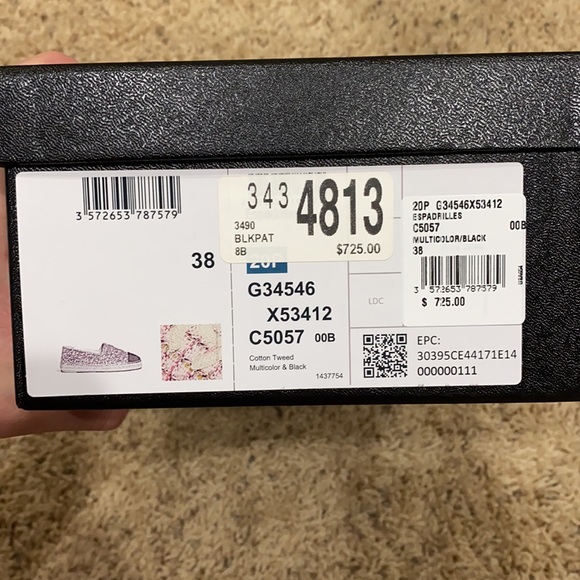 3 572653 787579
38
343 4813
3490
BLKPAT
8B
$725.00
20P
G34546
X53412
C5057 00B
Cotton Tweed
Multicolor & Black
1437754
LDC
20P G34546X53412
ESPADRILLES
C5057 00B
MULTICOLOR/BLACK
38
3 572653 787579
$ 725.00
EPC:
30395CE44171E14
000000111